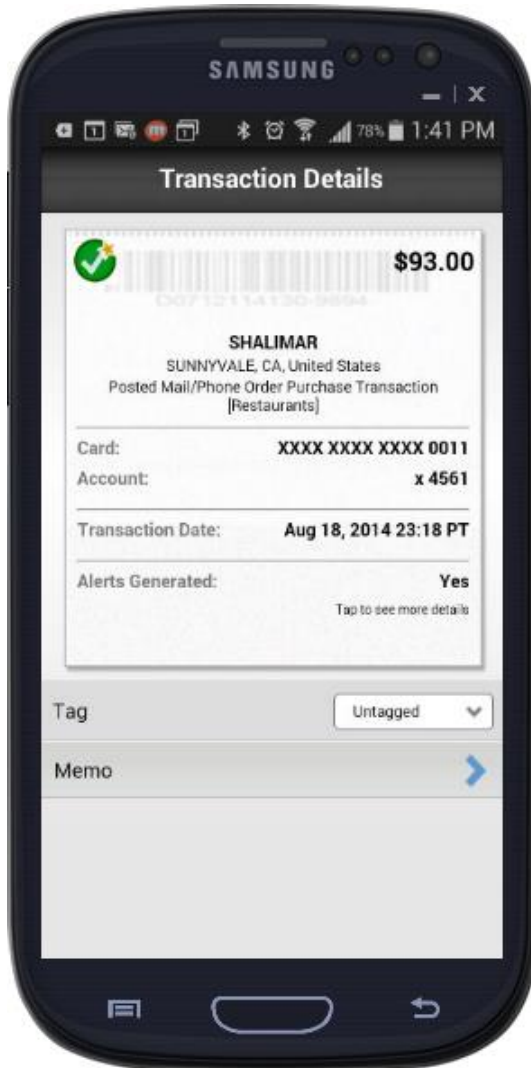 SAMSUNG
78% 1:41 PM
Transaction Details
$93.00
D0712114130-9894
SHALIMAR
SUNNYVALE, CA, United States
Posted Mail/Phone Order Purchase Transaction
[Restaurants]
Card: XXXX XXXX XXXX 0011
Account: x 4561
Transaction Date: Aug 18, 2014 23:18 PT
Alerts Generated: Yes
Tap to see more details
Tag Untagged
Memo